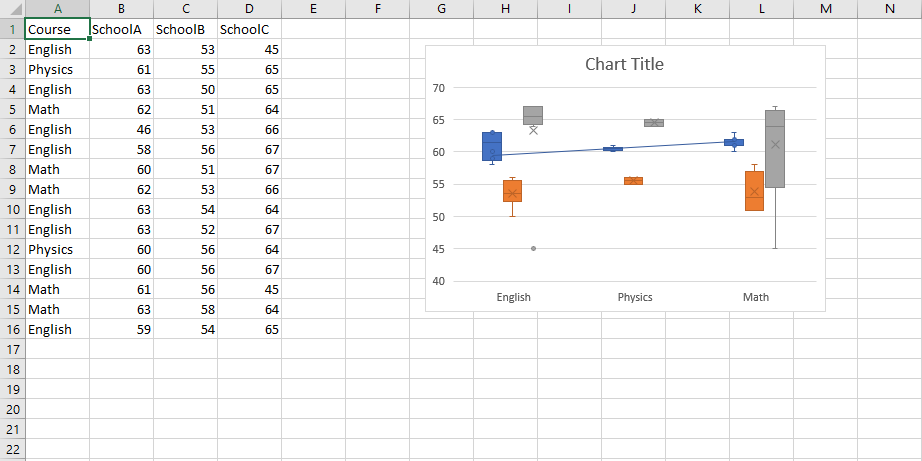 A B C D E F G H I J K L M N
1 Course SchoolA SchoolB SchoolC
2 English 63 53 45
3 Physics 61 55 65
4 English 63 50 65
5 Math 62 51 64
6 English 46 53 66
7 English 58 56 67
8 Math 60 51 67
9 Math 62 53 66
10 English 63 54 64
11 English 63 52 67
12 Physics 60 56 64
13 English 60 56 67
14 Math 61 56 45
15 Math 63 58 64
16 English 59 54 65
17
18
19
20
21
22
Chart Title
70
65
60
55
50
45
40
English Physics Math